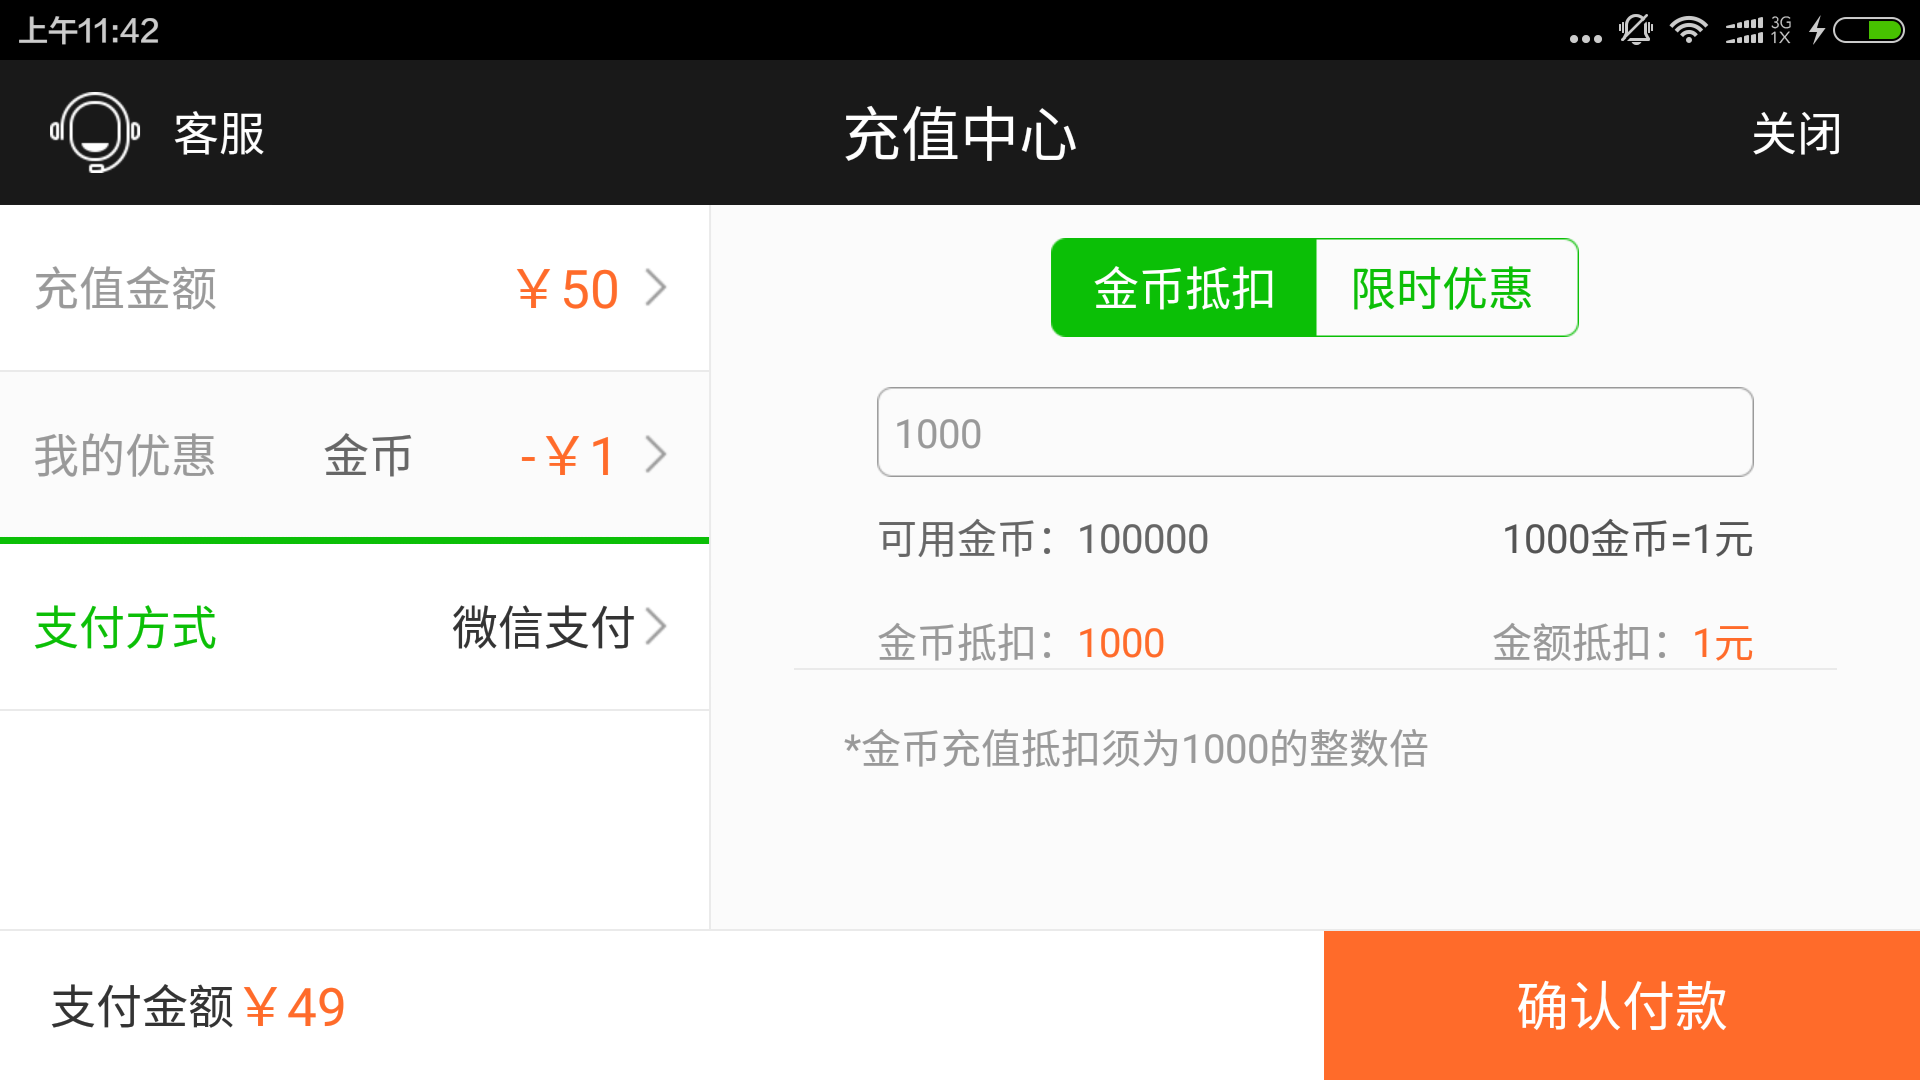 上午11:42
3G
1X
客服
充值中心
关闭
充值金额 ￥50
我的优惠 金币 -￥1
支付方式 微信支付
金币抵扣 限时优惠
1000
可用金币：100000 1000金币=1元
金币抵扣：1000 金额抵扣：1元
*金币充值抵扣须为1000的整数倍
支付金额￥49
确认付款